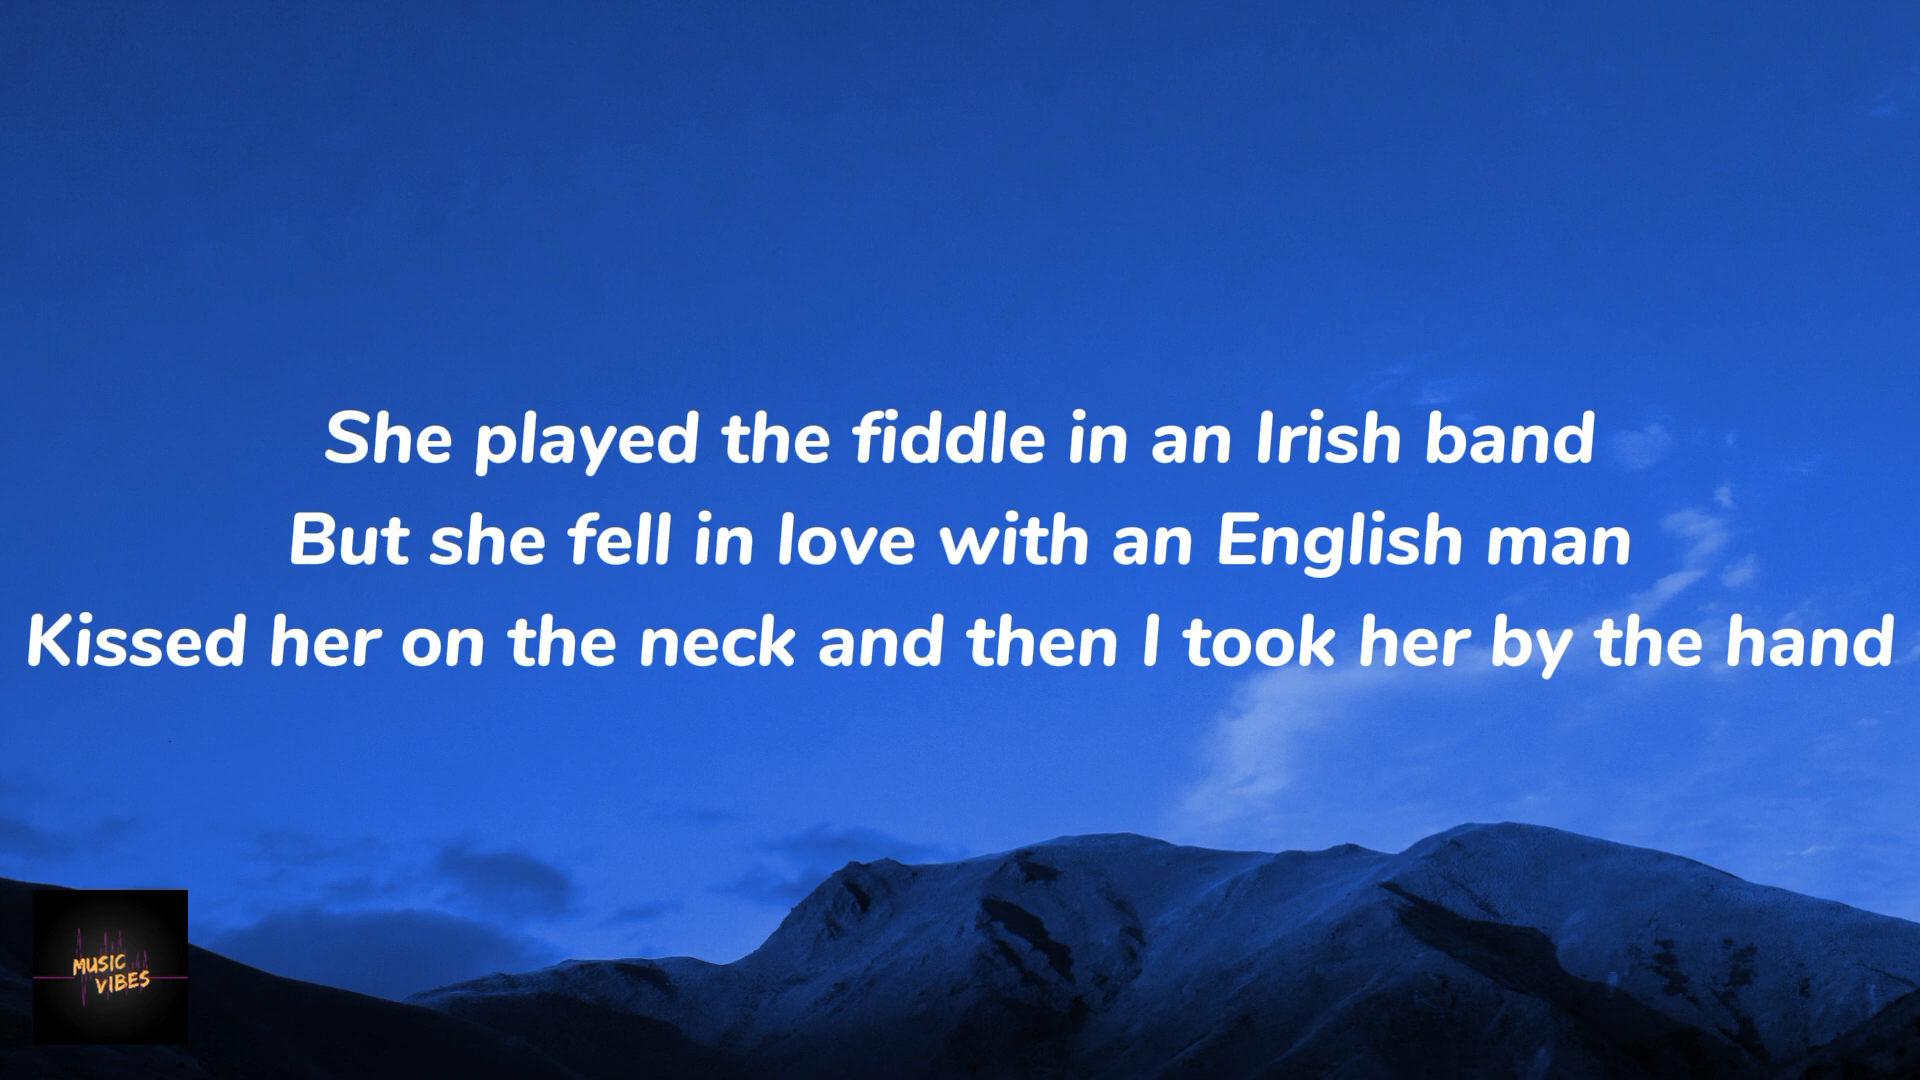 She played the fiddle in an Irish band
But she fell in love with an English man
Kissed her on the neck and then I took her by the hand
MUSIC
VIBES